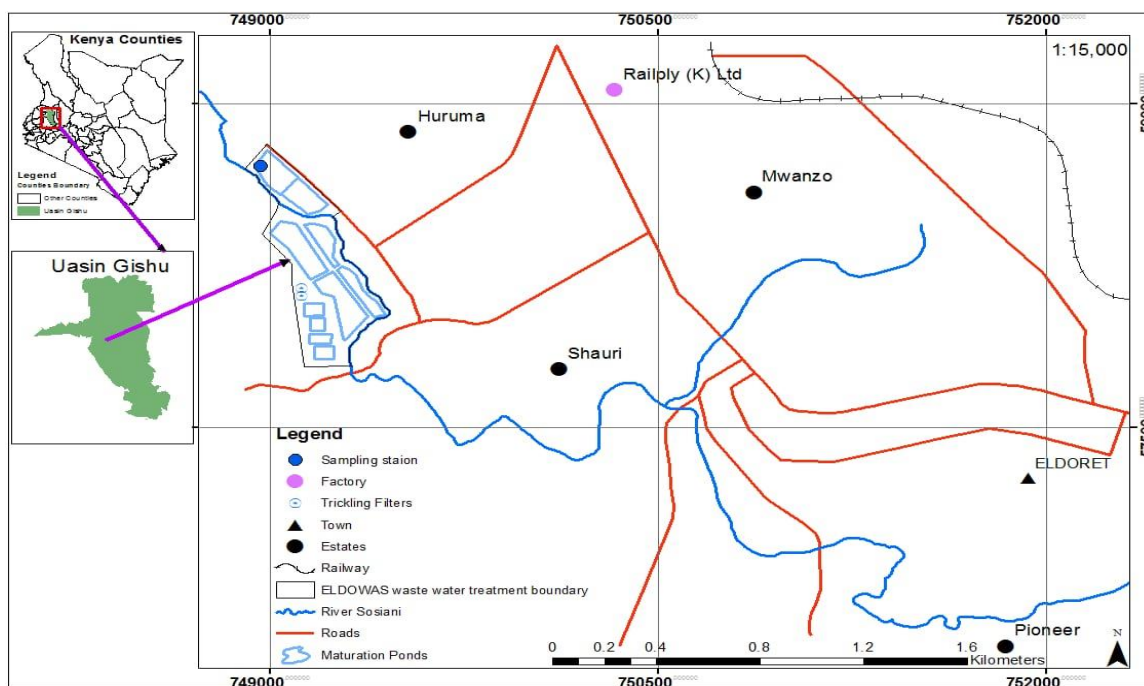 749000
750500
752000
Kenya Counties
Legend
Counties Boundary
Other Counties
Uasin Gishu
1:15,000
Railply (K) Ltd
Huruma
Mwanzo
Uasin Gishu
Shauri
ELDORET
Pioneer
Legend
Sampling staion
Factory
Trickling Filters
Town
Estates
Railway
ELDOWAS waste water treatment boundary
River Sosiani
Roads
Maturation Ponds
N
0 0.2 0.4 0.8 1.2 1.6
Kilometers
749000
750500
752000